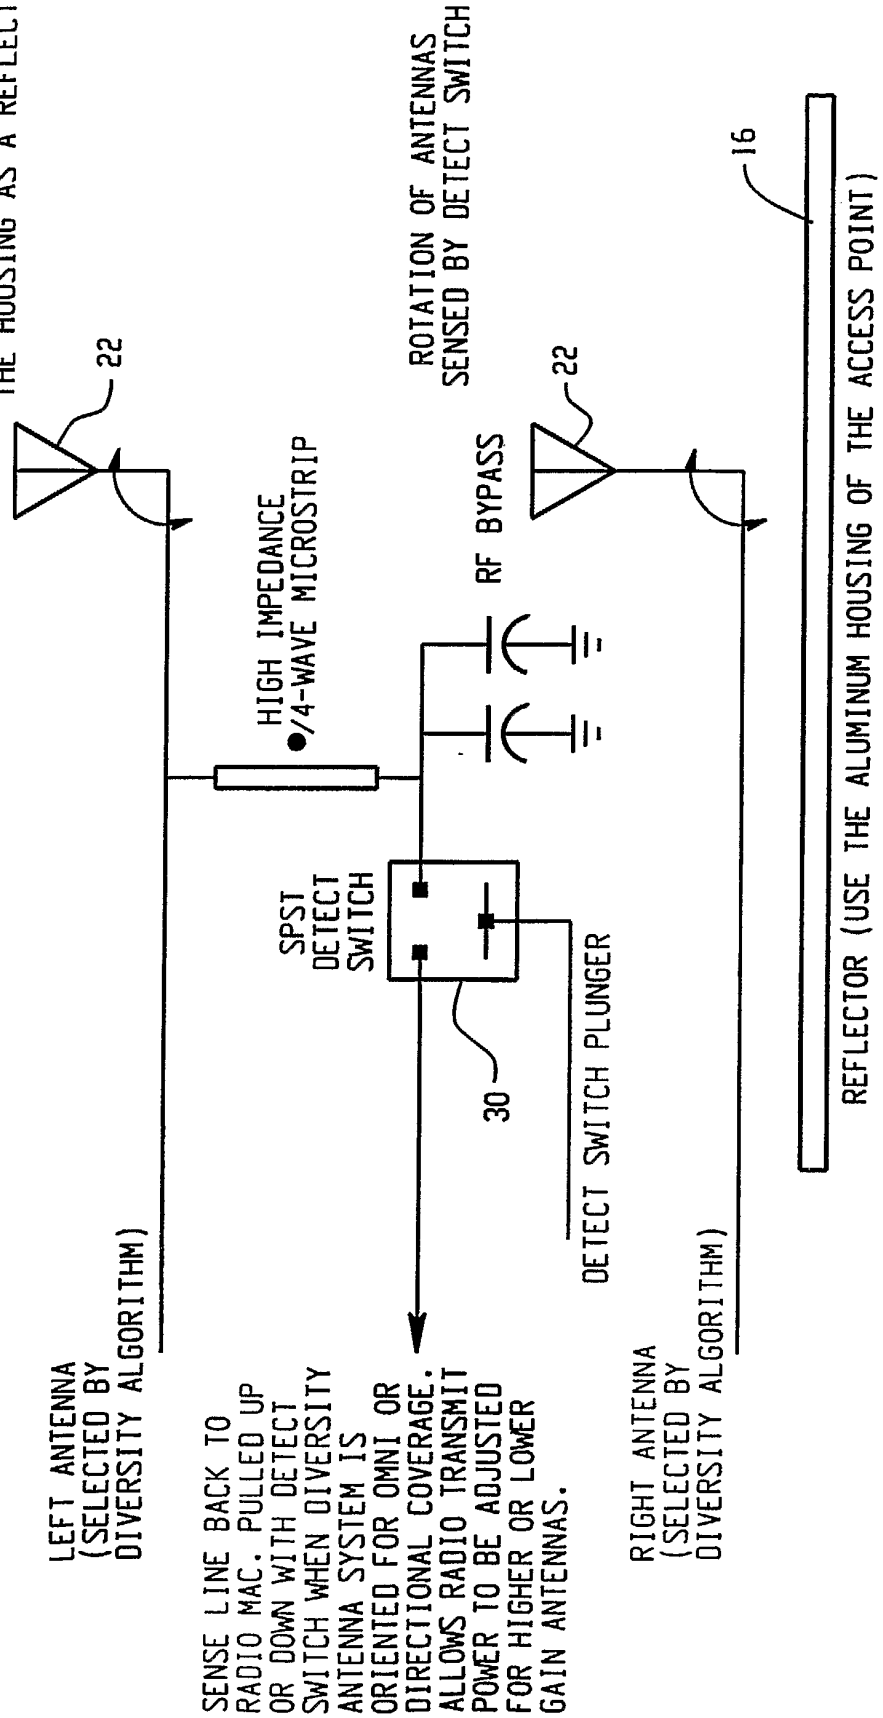 THE HOUSING AS A REFLECT
22
LEFT ANTENNA
(SELECTED BY
DIVERSITY ALGORITHM)
HIGH IMPEDANCE
●/4-WAVE MICROSTRIP
SENSE LINE BACK TO
RADIO MAC. PULLED UP
OR DOWN WITH DETECT
SWITCH WHEN DIVERSITY
ANTENNA SYSTEM IS
ORIENTED FOR OMNI OR
DIRECTIONAL COVERAGE.
ALLOWS RADIO TRANSMIT
POWER TO BE ADJUSTED
FOR HIGHER OR LOWER
GAIN ANTENNAS.
SPST
DETECT
SWITCH
30
RF BYPASS
ROTATION OF ANTENNAS
SENSED BY DETECT SWITCH
DETECT SWITCH PLUNGER
22
RIGHT ANTENNA
(SELECTED BY
DIVERSITY ALGORITHM)
16
REFLECTOR (USE THE ALUMINUM HOUSING OF THE ACCESS POINT)